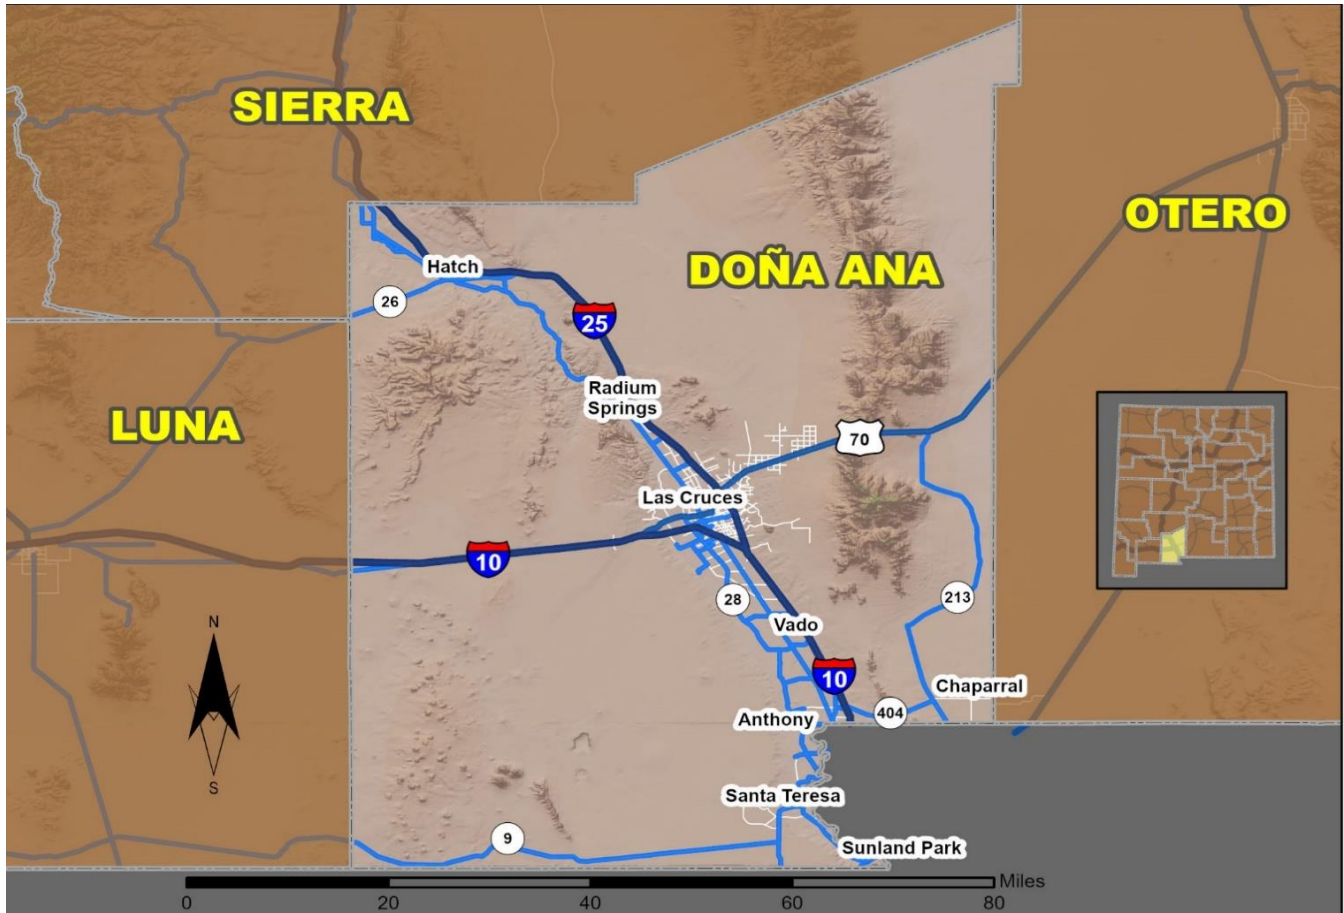 SIERRA
OTERO
DOÑA ANA
Hatch
26
25
Radium
Springs
LUNA
70
Las Cruces
10
28
213
N
Vado
10
Chaparral
404
Anthony
S
Santa Teresa
9
Sunland Park
Miles
0 20 40 60 80